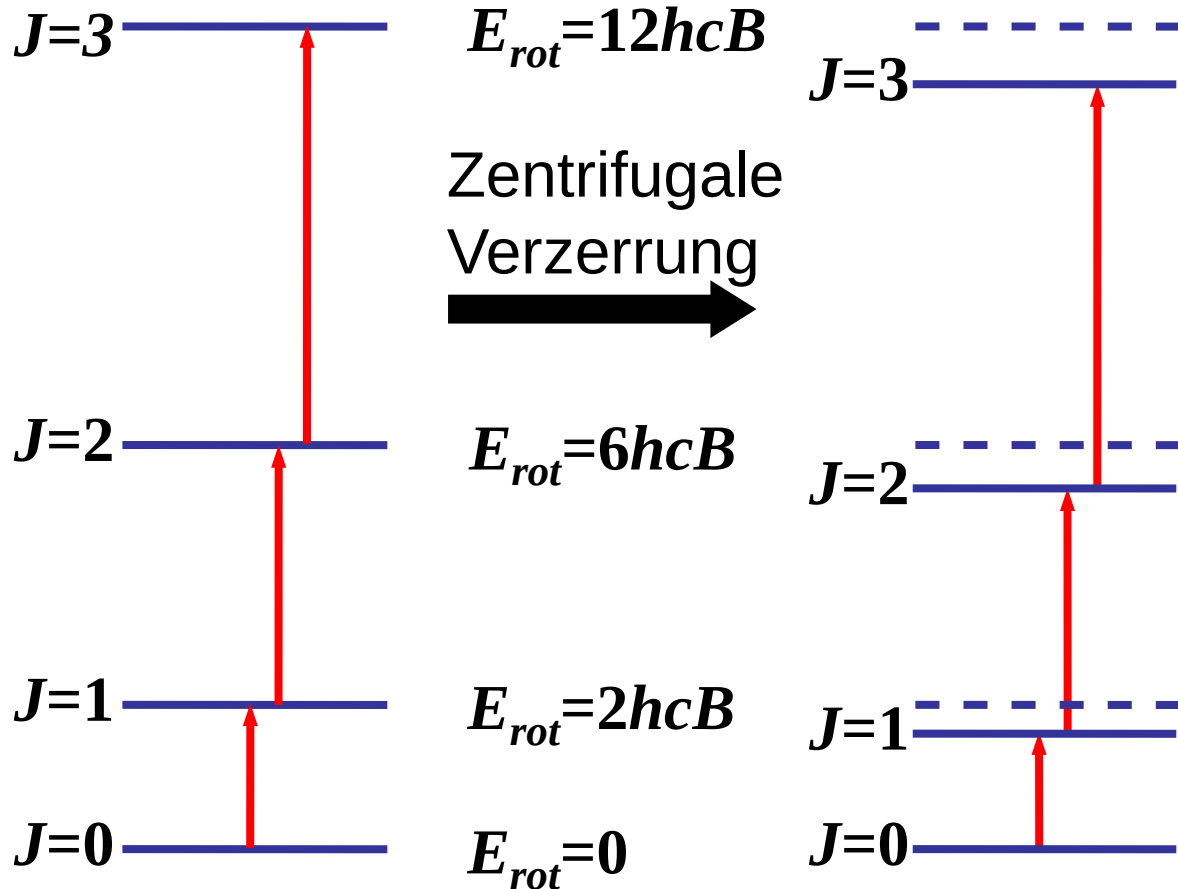 J=3
E_rot=12hcB
J=3
Zentrifugale
Verzerrung
J=2
E_rot=6hcB
J=2
J=1
E_rot=2hcB
J=1
J=0
E_rot=0
J=0